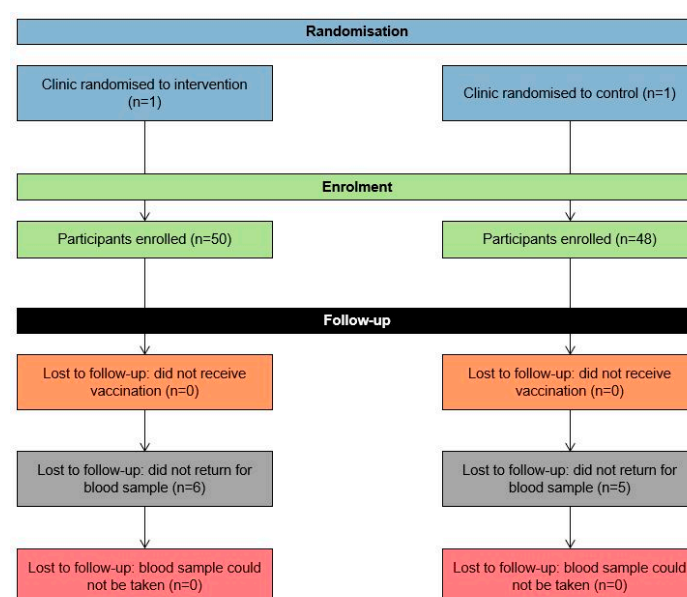 Randomisation
Clinic randomised to intervention
(n=1)
Clinic randomised to control (n=1)
Enrolment
Participants enrolled (n=50)
Participants enrolled (n=48)
Follow-up
Lost to follow-up: did not receive
vaccination (n=0)
Lost to follow-up: did not receive
vaccination (n=0)
Lost to follow-up: did not return for
blood sample (n=6)
Lost to follow-up: did not return for
blood sample (n=5)
Lost to follow-up: blood sample could
not be taken (n=0)
Lost to follow-up: blood sample could
not be taken (n=0)